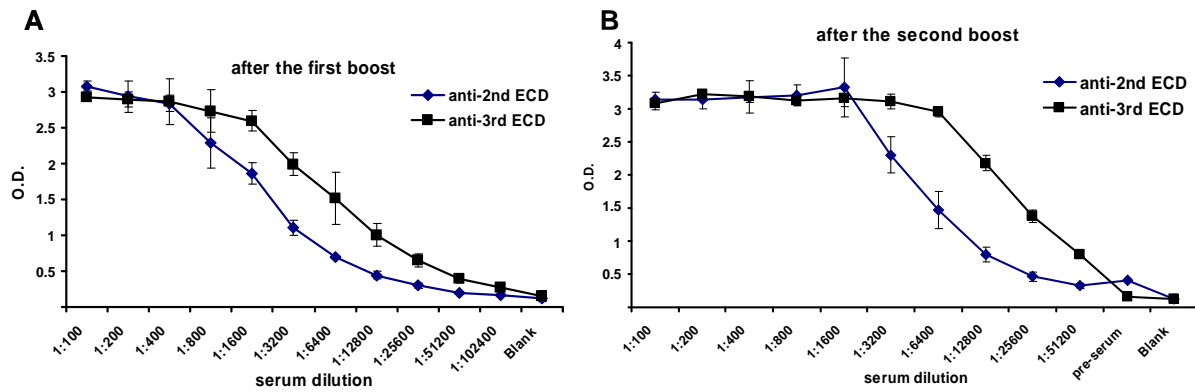 A
after the first boost
anti-2nd ECD
anti-3rd ECD
3.5
3
2.5
2
1.5
1
0.5
O.D.
1:100
1:200
1:400
1:800
1:1600
1:3200
1:6400
1:12800
1:25600
1:51200
1:102400
Blank
serum dilution
B
after the second boost
anti-2nd ECD
anti-3rd ECD
4
3.5
3
2.5
2
1.5
1
0.5
O.D.
1:100
1:200
1:400
1:800
1:1600
1:3200
1:6400
1:12800
1:25600
1:51200
pre-serum
Blank
serum dilution